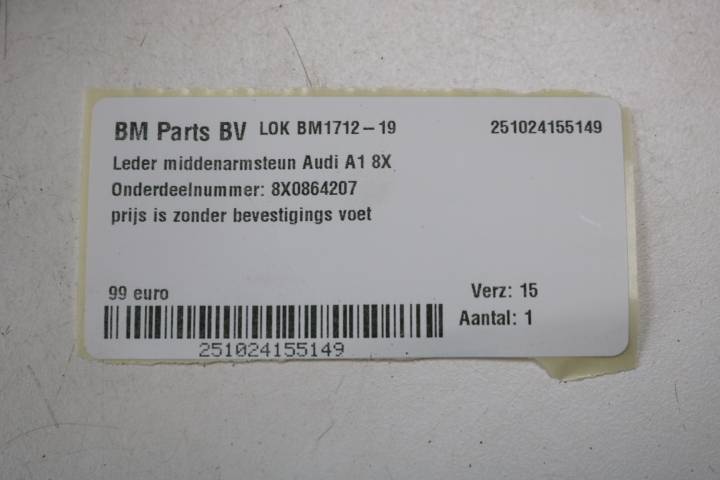 BM Parts BV LOK BM1712-19 251024155149
Leder middenarmsteun Audi A1 8X
Onderdeelnummer: 8X0864207
prijs is zonder bevestigings voet
99 euro Verz: 15
Aantal: 1
251024155149